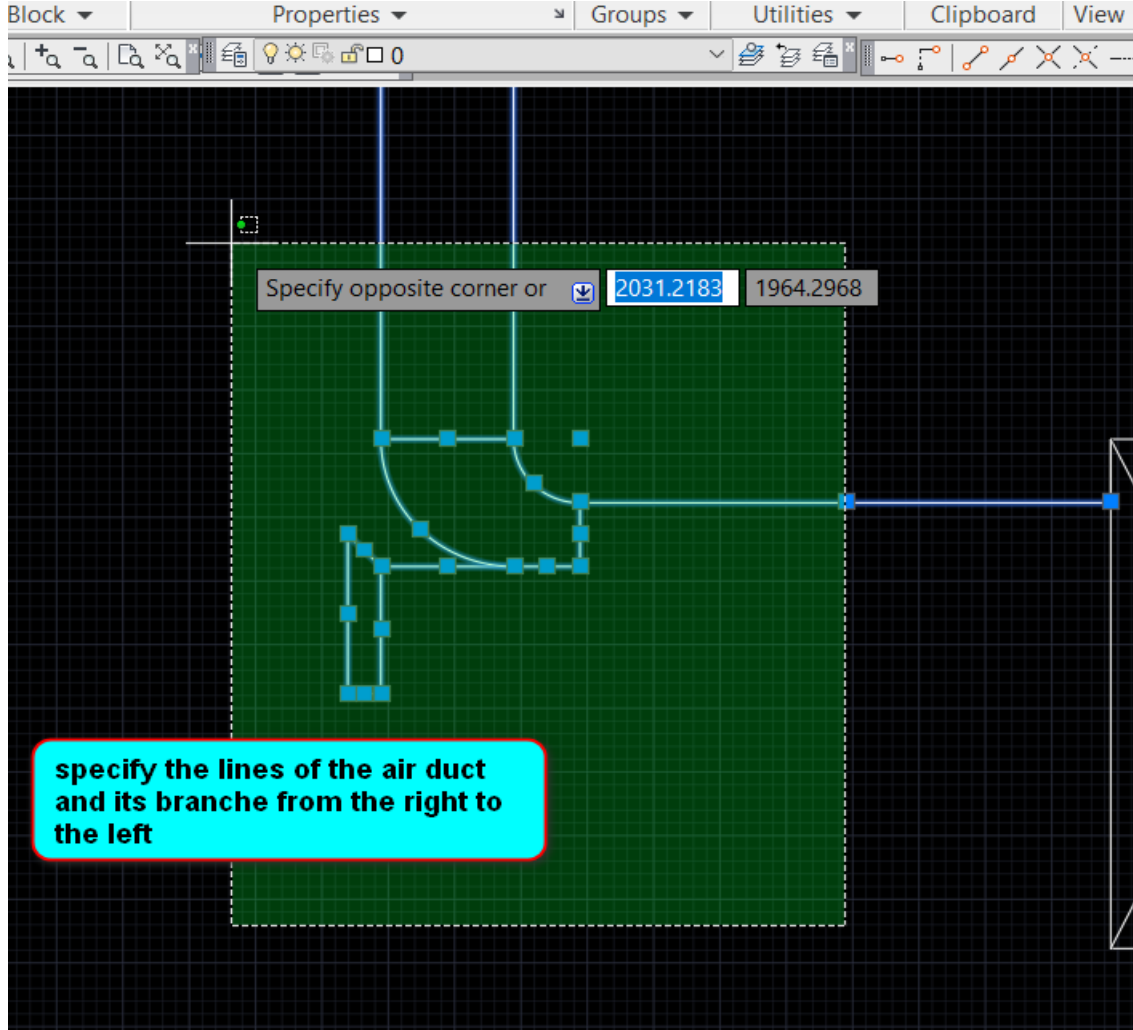 Block Properties Groups Utilities Clipboard View
0
Specify opposite corner or 2031.2183 1964.2968
specify the lines of the air duct
and its branche from the right to
the left